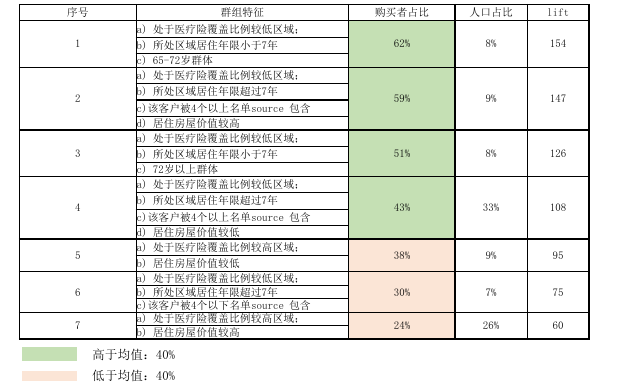 序号 群组特征 购买者占比 人口占比 lift
1 a) 处于医疗险覆盖比例较低区域; 62% 8% 154
b) 所处区域居住年限小于7年
c) 65-72岁群体
2 a) 处于医疗险覆盖比例较低区域; 59% 9% 147
b) 所处区域居住年限超过7年
c)该客户被4个以上名单source 包含
d) 居住房屋价值较高
3 a) 处于医疗险覆盖比例较低区域; 51% 8% 126
b) 所处区域居住年限小于7年
c) 72岁以上群体
4 a) 处于医疗险覆盖比例较低区域; 43% 33% 108
b) 所处区域居住年限超过7年
c)该客户被4个以上名单source 包含
d) 居住房屋价值较低
5 a) 处于医疗险覆盖比例较高区域; 38% 9% 95
b) 居住房屋价值较低
6 a) 处于医疗险覆盖比例较低区域; 30% 7% 75
b) 所处区域居住年限超过7年
c)该客户被4个以下名单source 包含
7 a) 处于医疗险覆盖比例较高区域; 24% 26% 60
b) 居住房屋价值较高
高于均值: 40%
低于均值: 40%